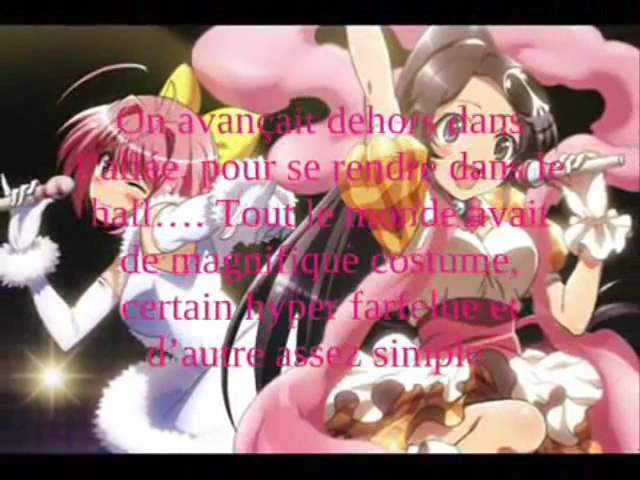 On avançait dehors dans
l'allée, pour se rendre dans le
hall…. Tout le monde avait
de magnifique costume,
certain hyper farfelue et
d'autre assez simple